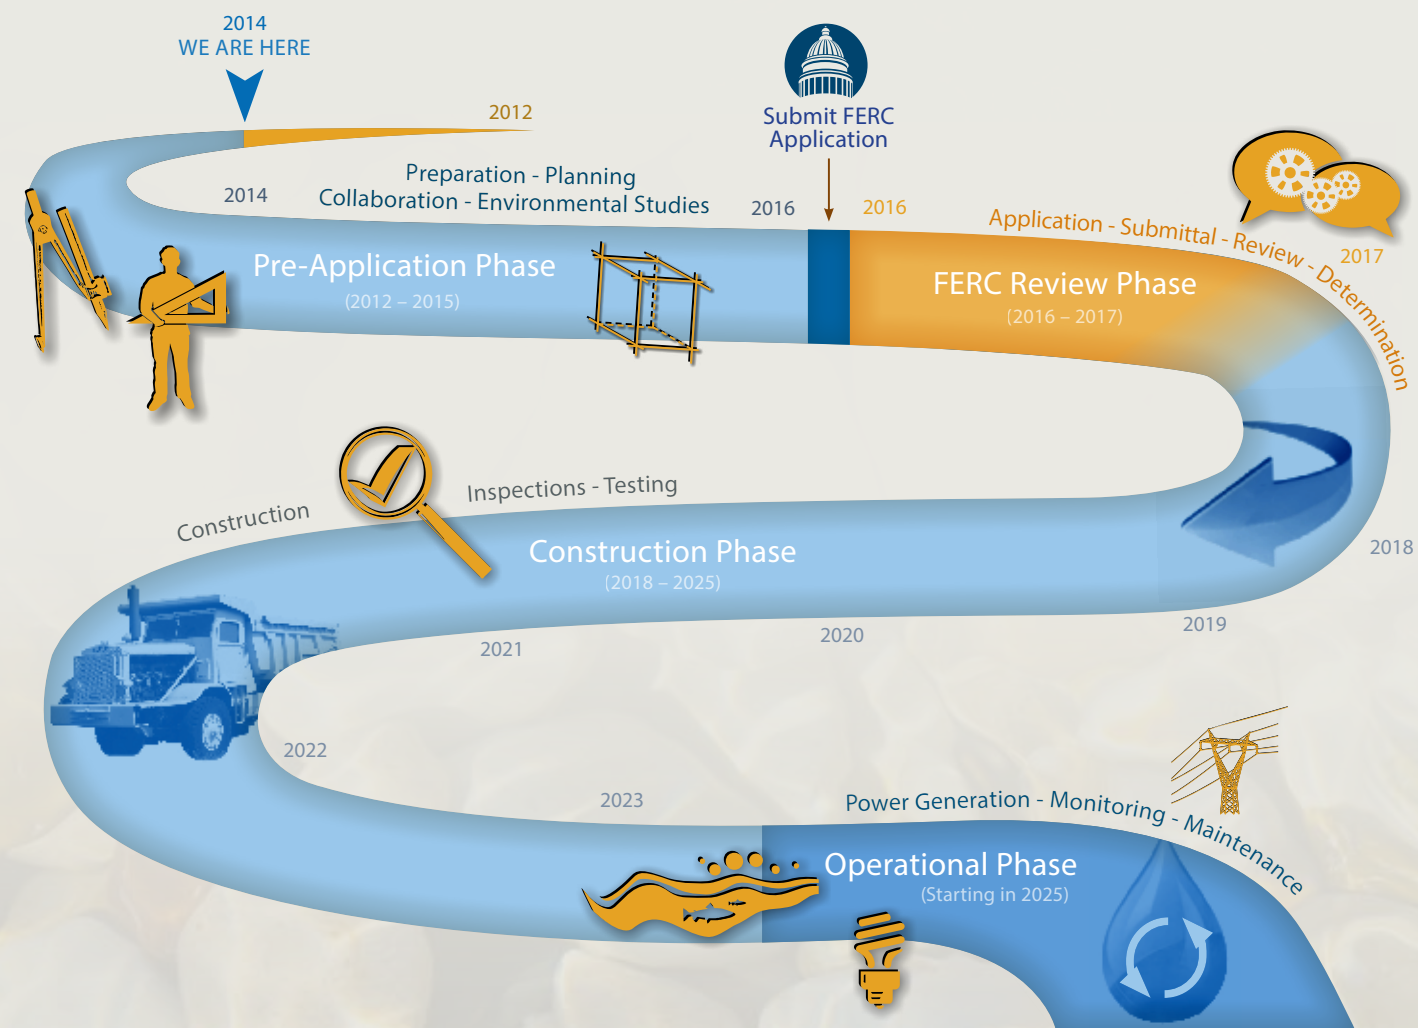 2014
WE ARE HERE
2012
Submit FERC
Application
2014
Preparation - Planning
Collaboration - Environmental Studies
2016
2016
Application - Submittal - Review - Determination
2017
Pre-Application Phase
(2012 – 2015)
FERC Review Phase
(2016 – 2017)
Construction
Inspections - Testing
Construction Phase
(2018 – 2025)
2018
2019
2020
2021
2022
2023
Power Generation - Monitoring - Maintenance
Operational Phase
(Starting in 2025)